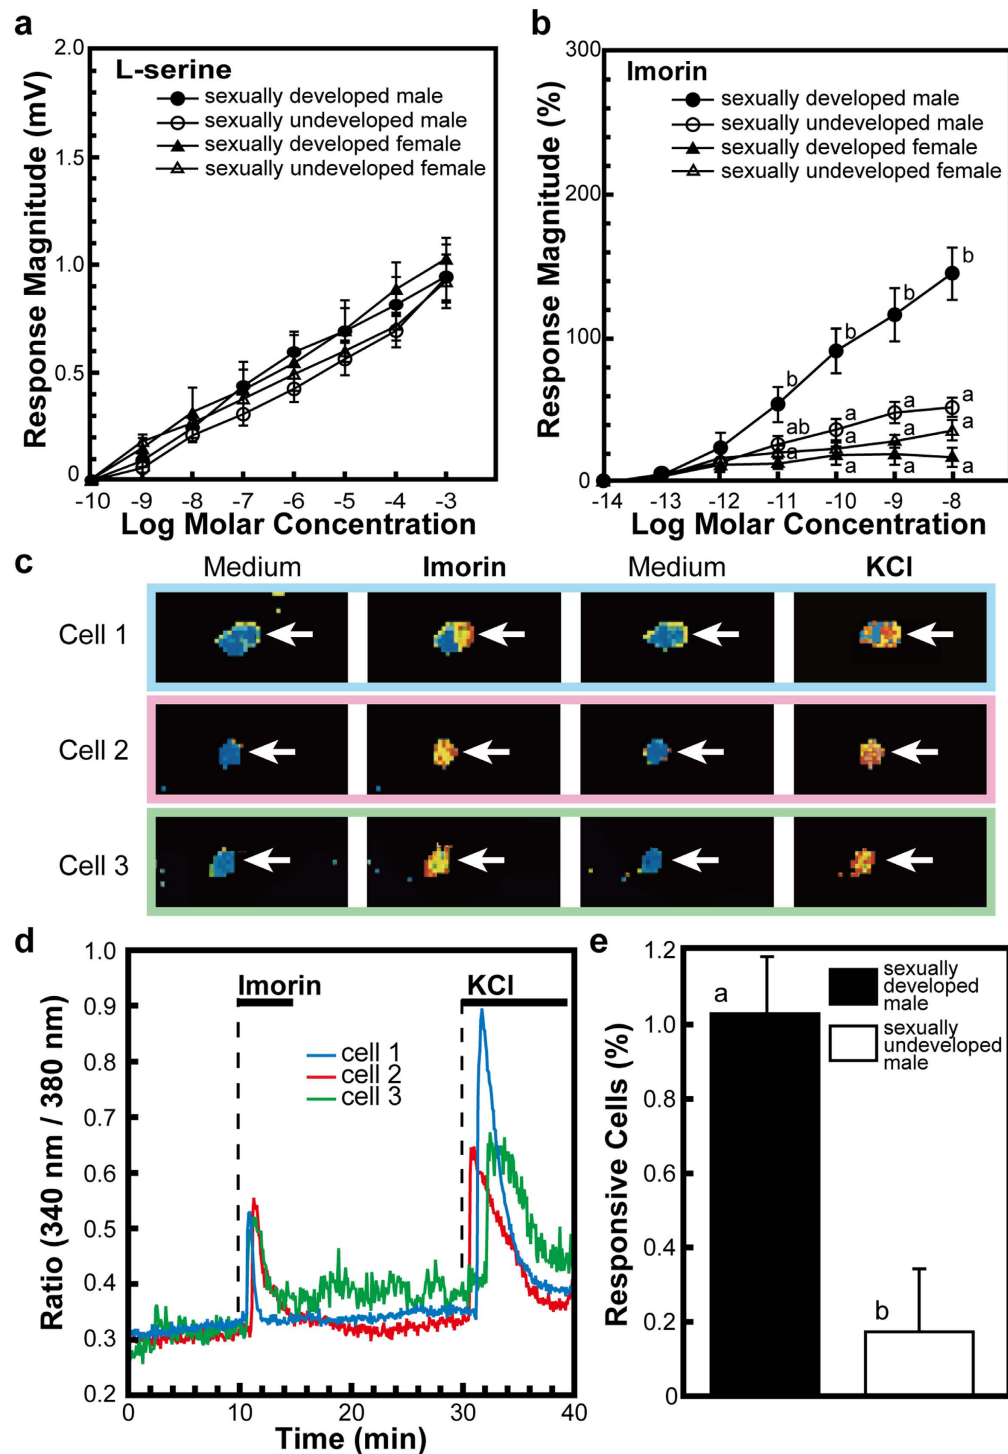 a
2.0
L-serine
sexually developed male
sexually undeveloped male
sexually developed female
sexually undeveloped female
1.5
1.0
0.5
0
Response Magnitude (mV)
-10 -9 -8 -7 -6 -5 -4 -3
Log Molar Concentration
b
300
Imorin
sexually developed male
sexually undeveloped male
sexually developed female
sexually undeveloped female
200
100
0
Response Magnitude (%)
b
b
b
b
ab
a
a
a
a
a
a
a
a
a
a
-14 -13 -12 -11 -10 -9 -8
Log Molar Concentration
c
Medium Imorin Medium KCl
Cell 1
Cell 2
Cell 3
d
1.0
0.9
0.8
0.7
0.6
0.5
0.4
0.3
0.2
Ratio (340 nm / 380 nm)
Imorin
KCl
cell 1
cell 2
cell 3
0 10 20 30 40
Time (min)
e
1.2
1.0
0.8
0.6
0.4
0.2
0
Responsive Cells (%)
a
b
sexually
developed
male
sexually
undeveloped
male